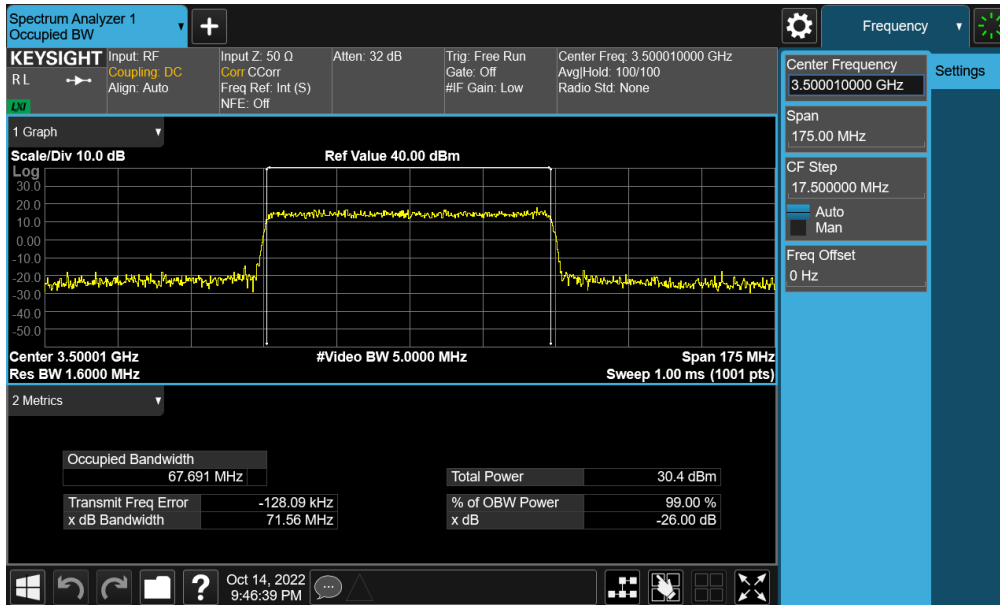 Spectrum Analyzer 1
Occupied BW
+
Frequency
KEYSIGHT
R L
LXI
Input: RF
Coupling: DC
Align: Auto
Input Z: 50 Ω
Corr CCorr
Freq Ref: Int (S)
NFE: Off
Atten: 32 dB
Trig: Free Run
Gate: Off
#IF Gain: Low
Center Freq: 3.500010000 GHz
Avg|Hold: 100/100
Radio Std: None
Center Frequency
3.500010000 GHz
Settings
Span
175.00 MHz
CF Step
17.500000 MHz
Auto
Man
Freq Offset
0 Hz
1 Graph
Scale/Div 10.0 dB
Ref Value 40.00 dBm
Log
30.0
20.0
10.0
0.00
-10.0
-20.0
-30.0
-40.0
-50.0
Center 3.50001 GHz
#Video BW 5.0000 MHz
Span 175 MHz
Res BW 1.6000 MHz
Sweep 1.00 ms (1001 pts)
2 Metrics
Occupied Bandwidth
67.691 MHz
Total Power 30.4 dBm
Transmit Freq Error -128.09 kHz
% of OBW Power 99.00 %
x dB Bandwidth 71.56 MHz
x dB -26.00 dB
?
Oct 14, 2022
9:46:39 PM